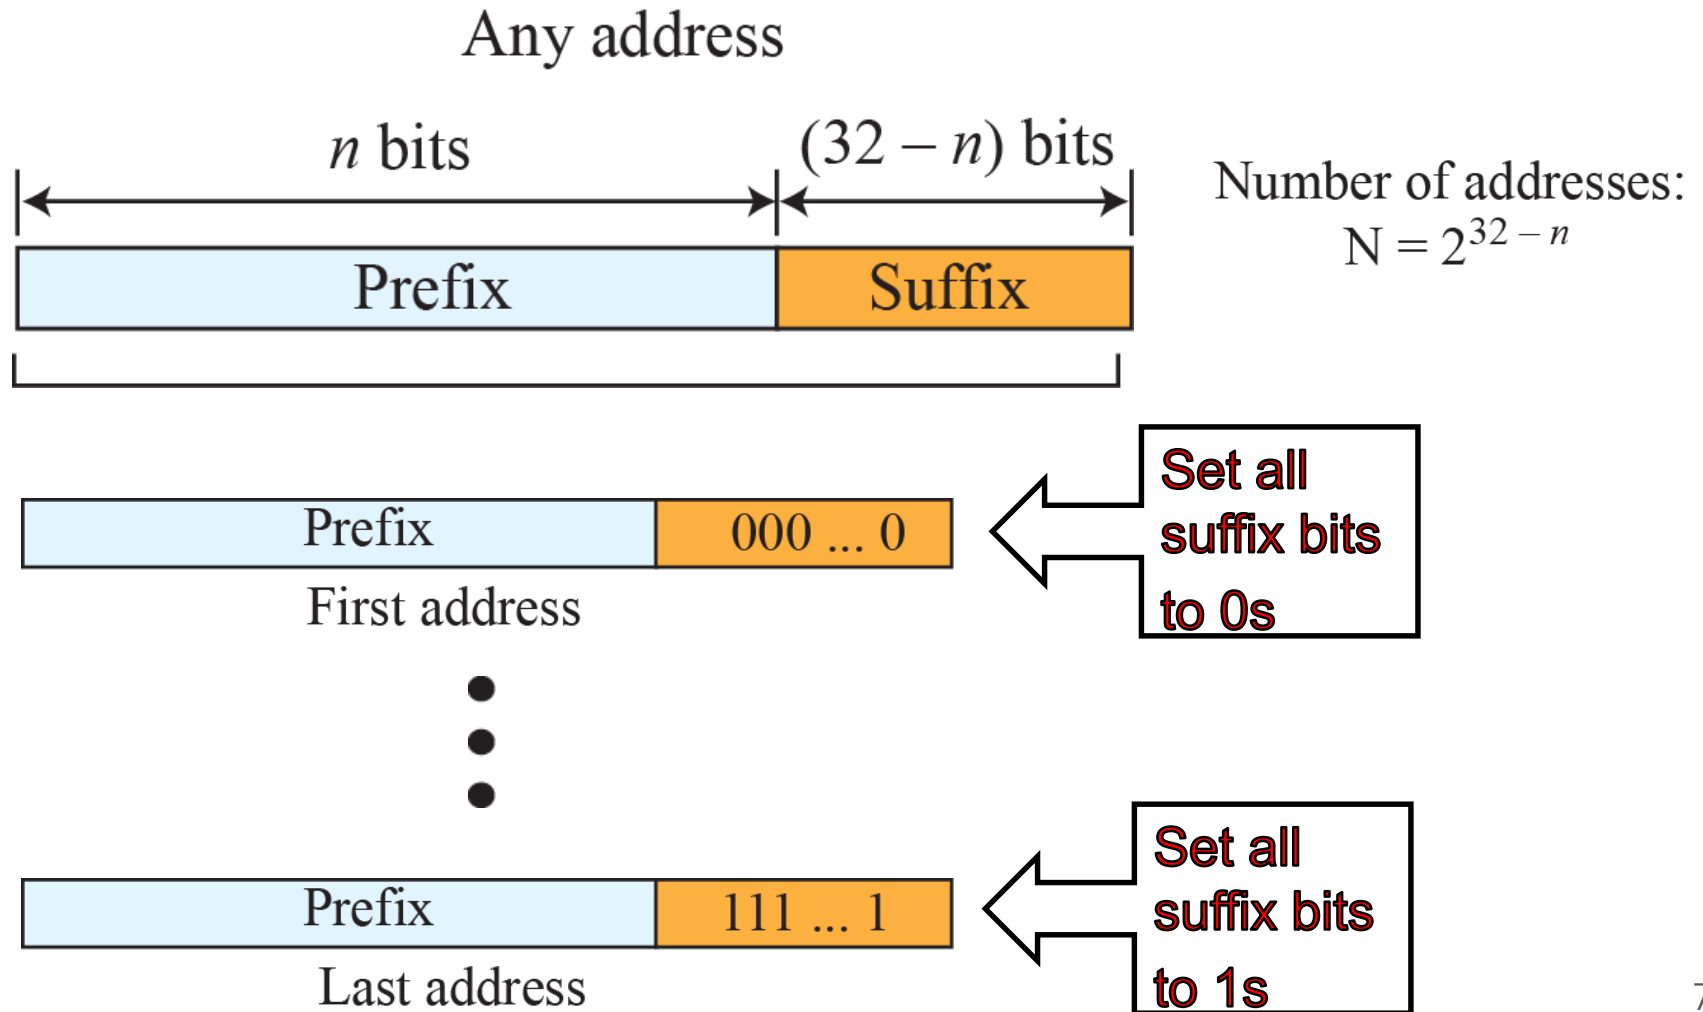 Any address
n bits
(32 – n) bits
Number of addresses:
N = 2^{32 – n}
Prefix
Suffix
Prefix
000 ... 0
Set all
suffix bits
to 0s
First address
Prefix
111 ... 1
Set all
suffix bits
to 1s
Last address
7